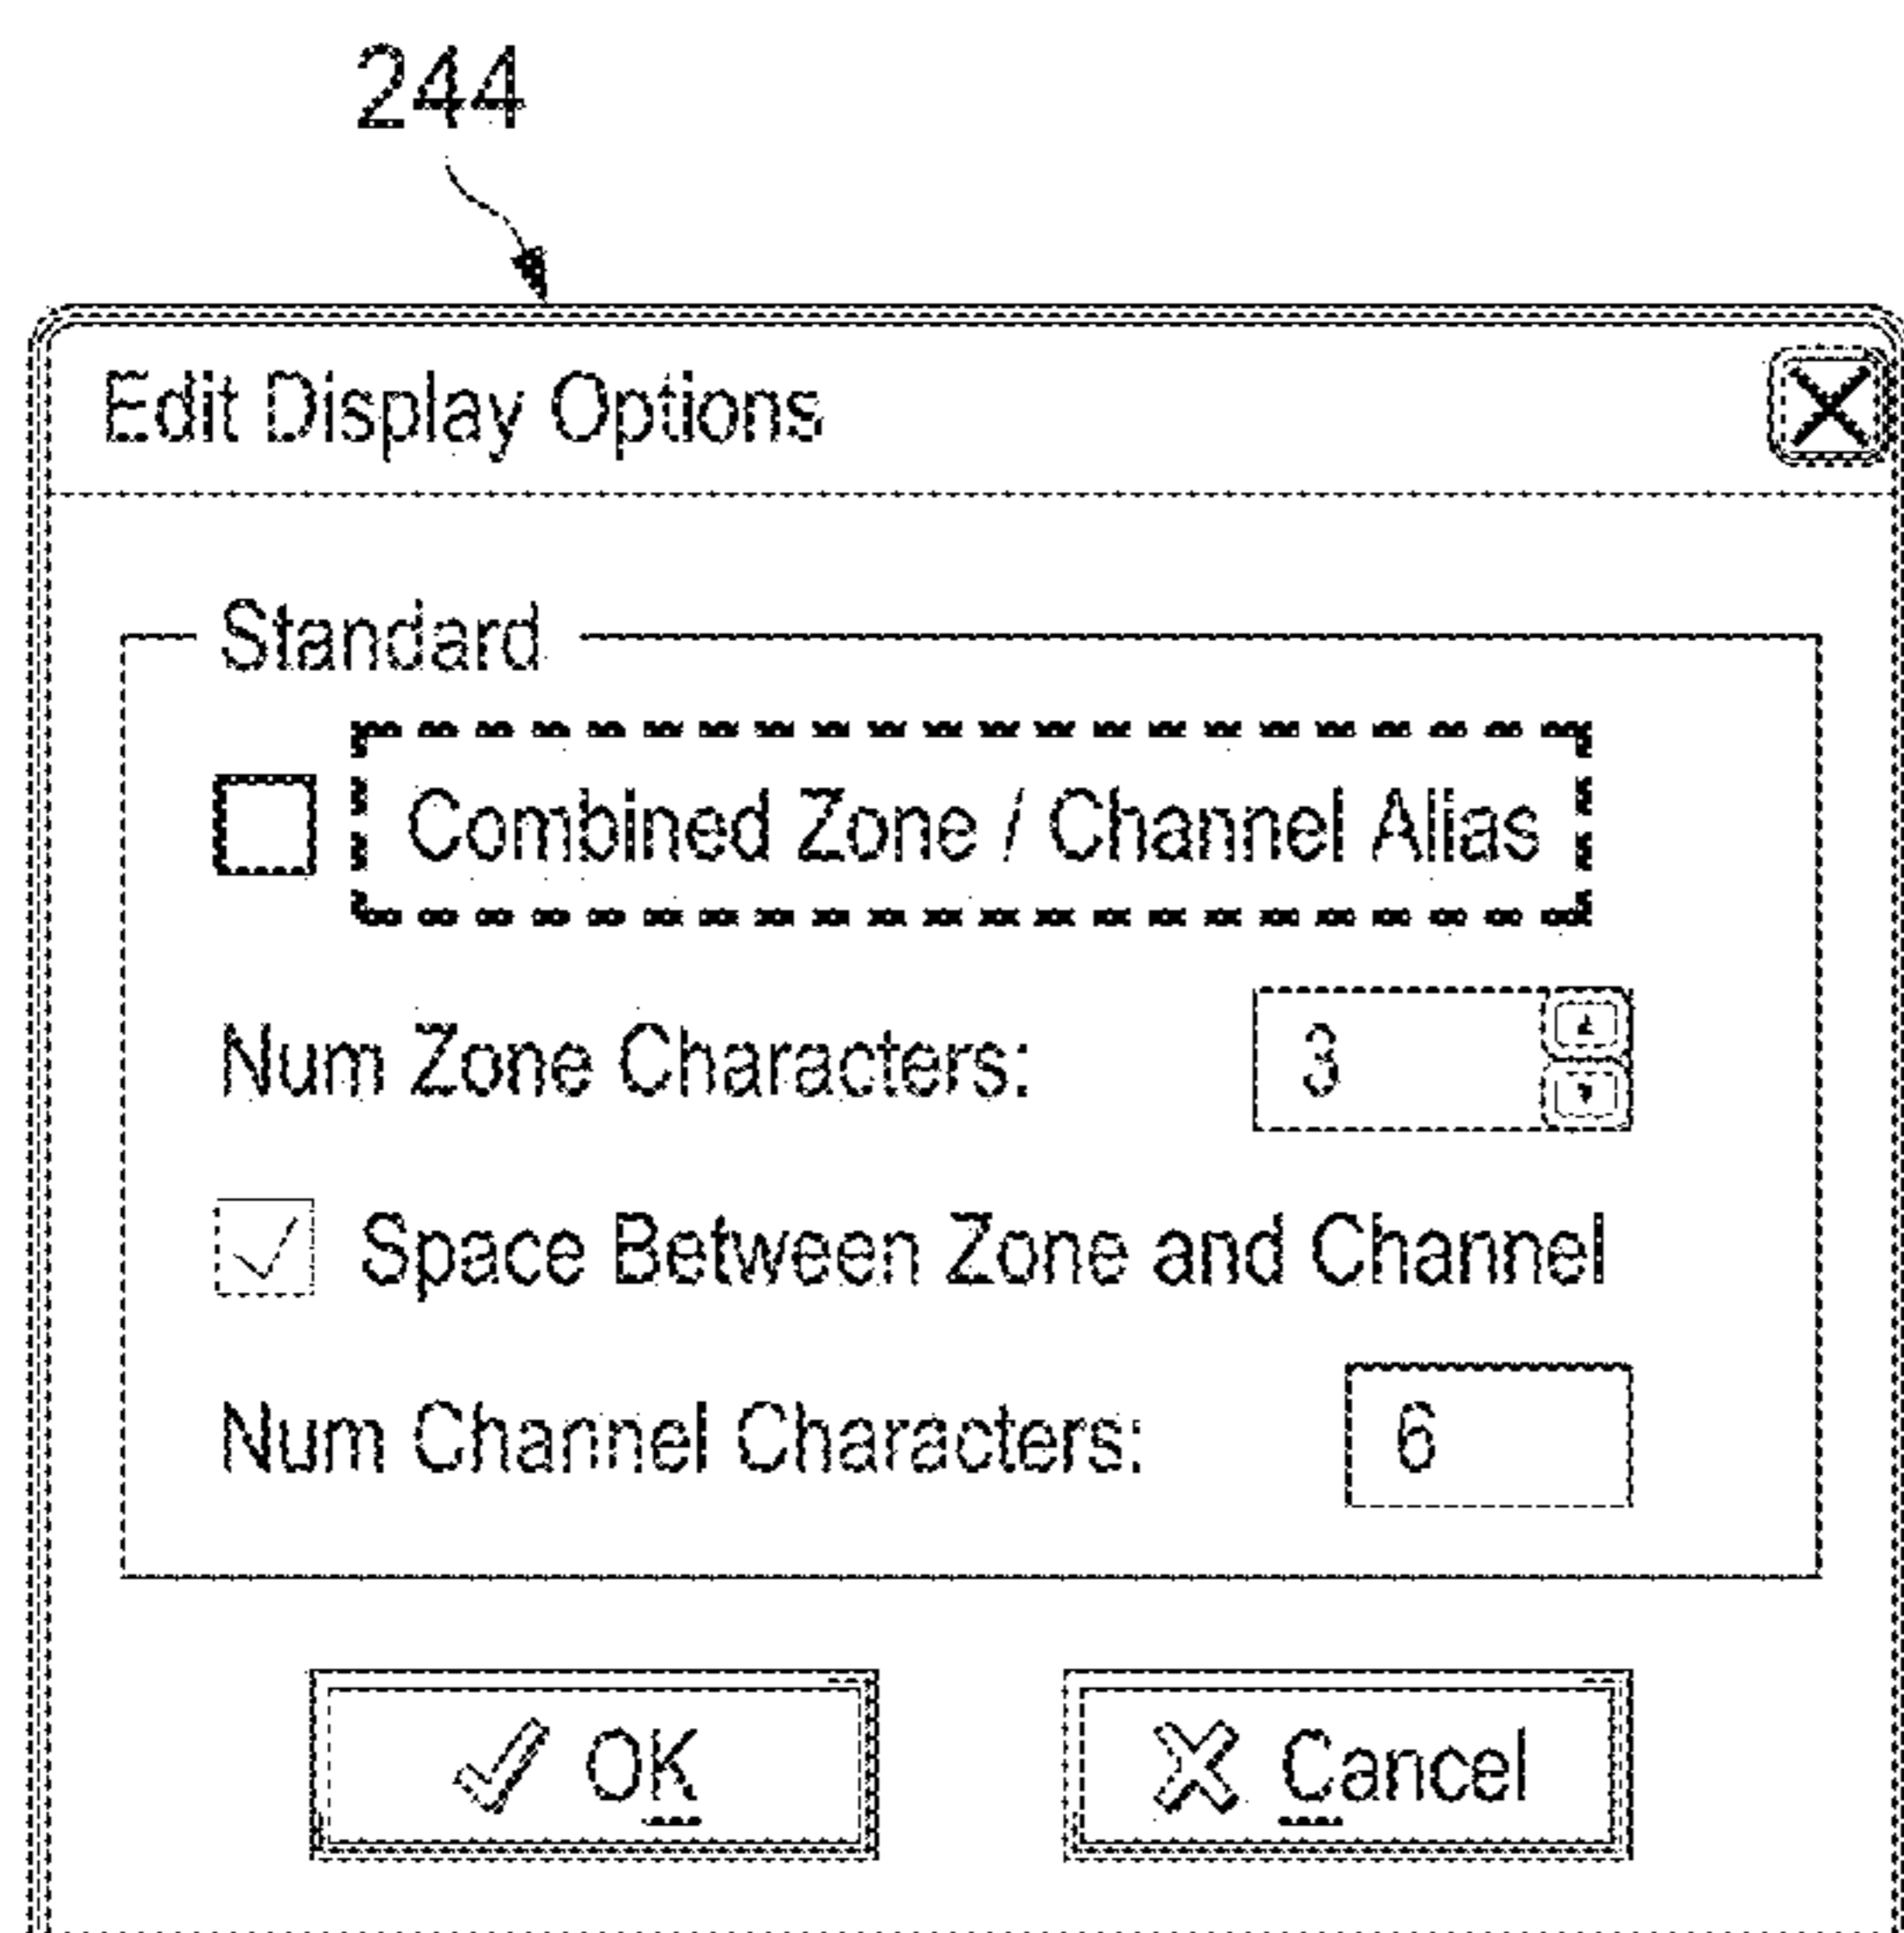 244
Edit Display Options
Standard
Combined Zone / Channel Alias
Num Zone Characters: 3
Space Between Zone and Channel
Num Channel Characters: 6
OK Cancel